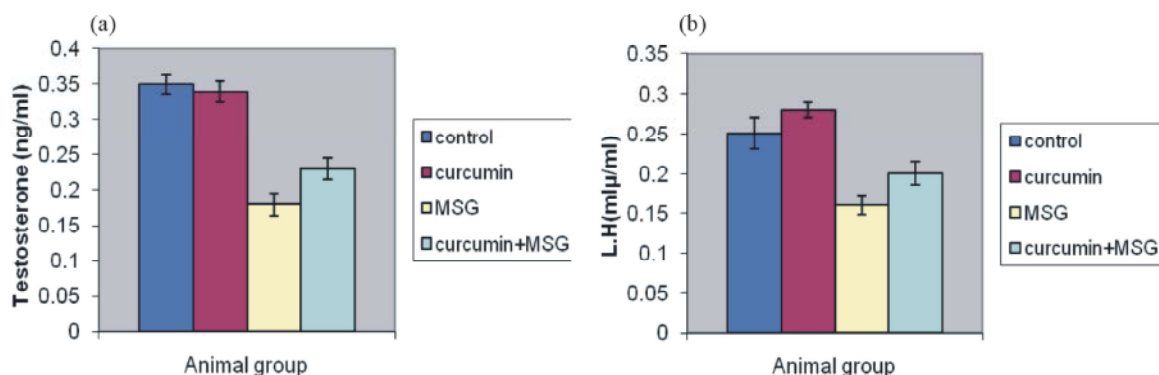 (a)
Testosterone (ng/ml)
0.4
0.35
0.3
0.25
0.2
0.15
0.1
0.05
0
Animal group
control
curcumin
MSG
curcumin+MSG
(b)
L.H(mlµ/ml)
0.35
0.3
0.25
0.2
0.15
0.1
0.05
0
Animal group
control
curcumin
MSG
curcumin+MSG